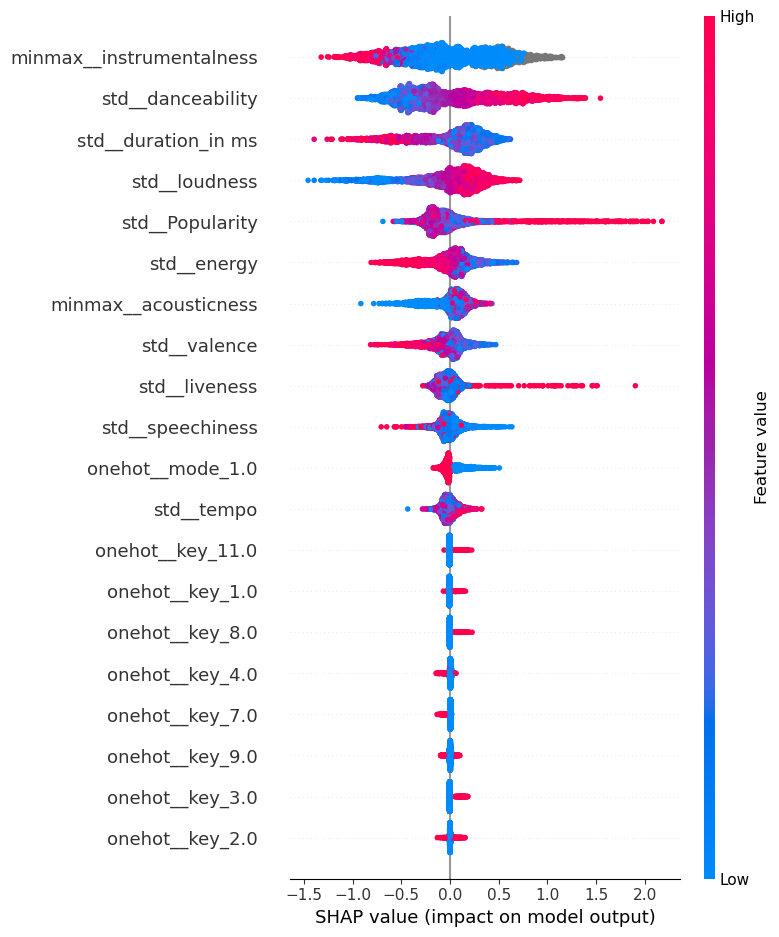 High
minmax__instrumentalness
std__danceability
std__duration_in ms
std__loudness
std__Popularity
std__energy
minmax__acousticness
std__valence
std__liveness
std__speechiness
onehot__mode_1.0
std__tempo
onehot__key_11.0
onehot__key_1.0
onehot__key_8.0
onehot__key_4.0
onehot__key_7.0
onehot__key_9.0
onehot__key_3.0
onehot__key_2.0
Feature value
Low
−1.5 −1.0 −0.5 0.0 0.5 1.0 1.5 2.0
SHAP value (impact on model output)